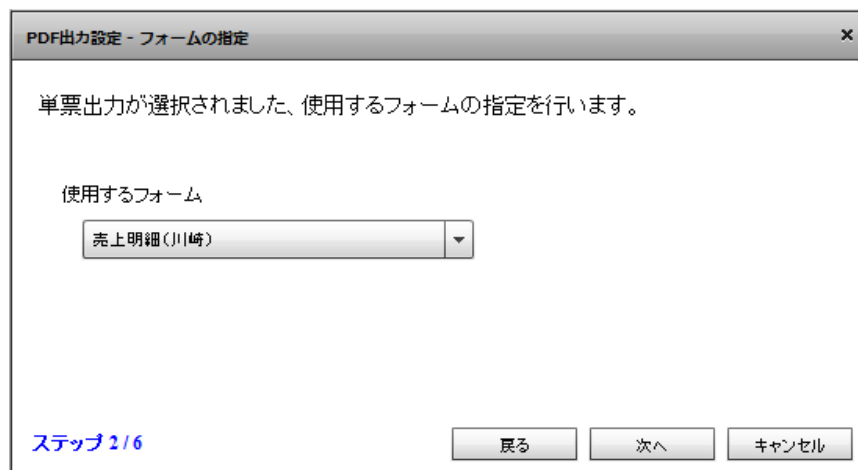 PDF出力設定 - フォームの指定
×
単票出力が選択されました、使用するフォームの指定を行います。
使用するフォーム
売上明細(川崎)
ステップ 2 / 6
戻る
次へ
キャンセル